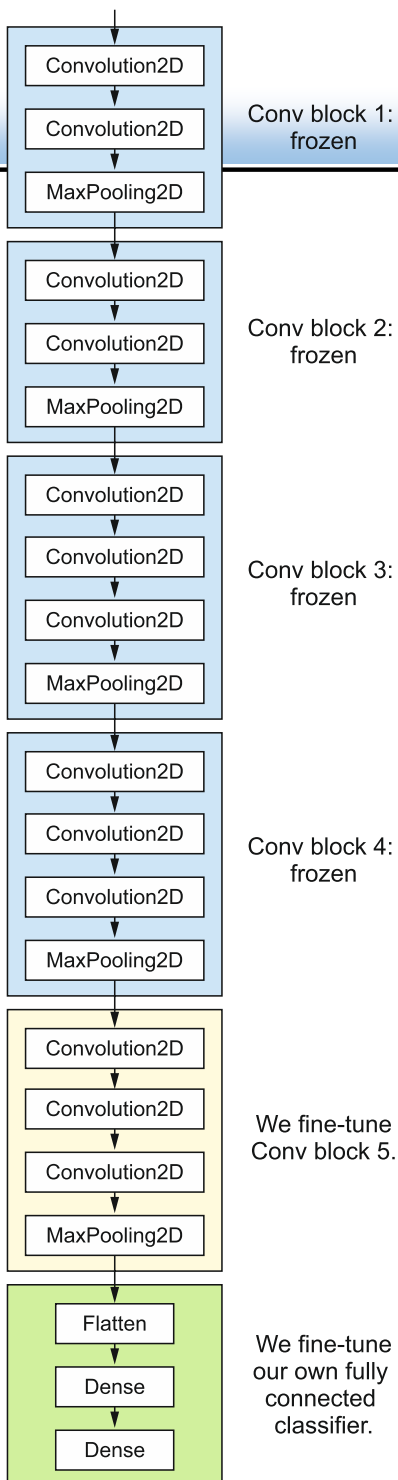 Convolution2D
Convolution2D
MaxPooling2D
Conv block 1:
frozen
Convolution2D
Convolution2D
MaxPooling2D
Conv block 2:
frozen
Convolution2D
Convolution2D
Convolution2D
MaxPooling2D
Conv block 3:
frozen
Convolution2D
Convolution2D
Convolution2D
MaxPooling2D
Conv block 4:
frozen
Convolution2D
Convolution2D
Convolution2D
MaxPooling2D
We fine-tune
Conv block 5.
Flatten
Dense
Dense
We fine-tune
our own fully
connected
classifier.